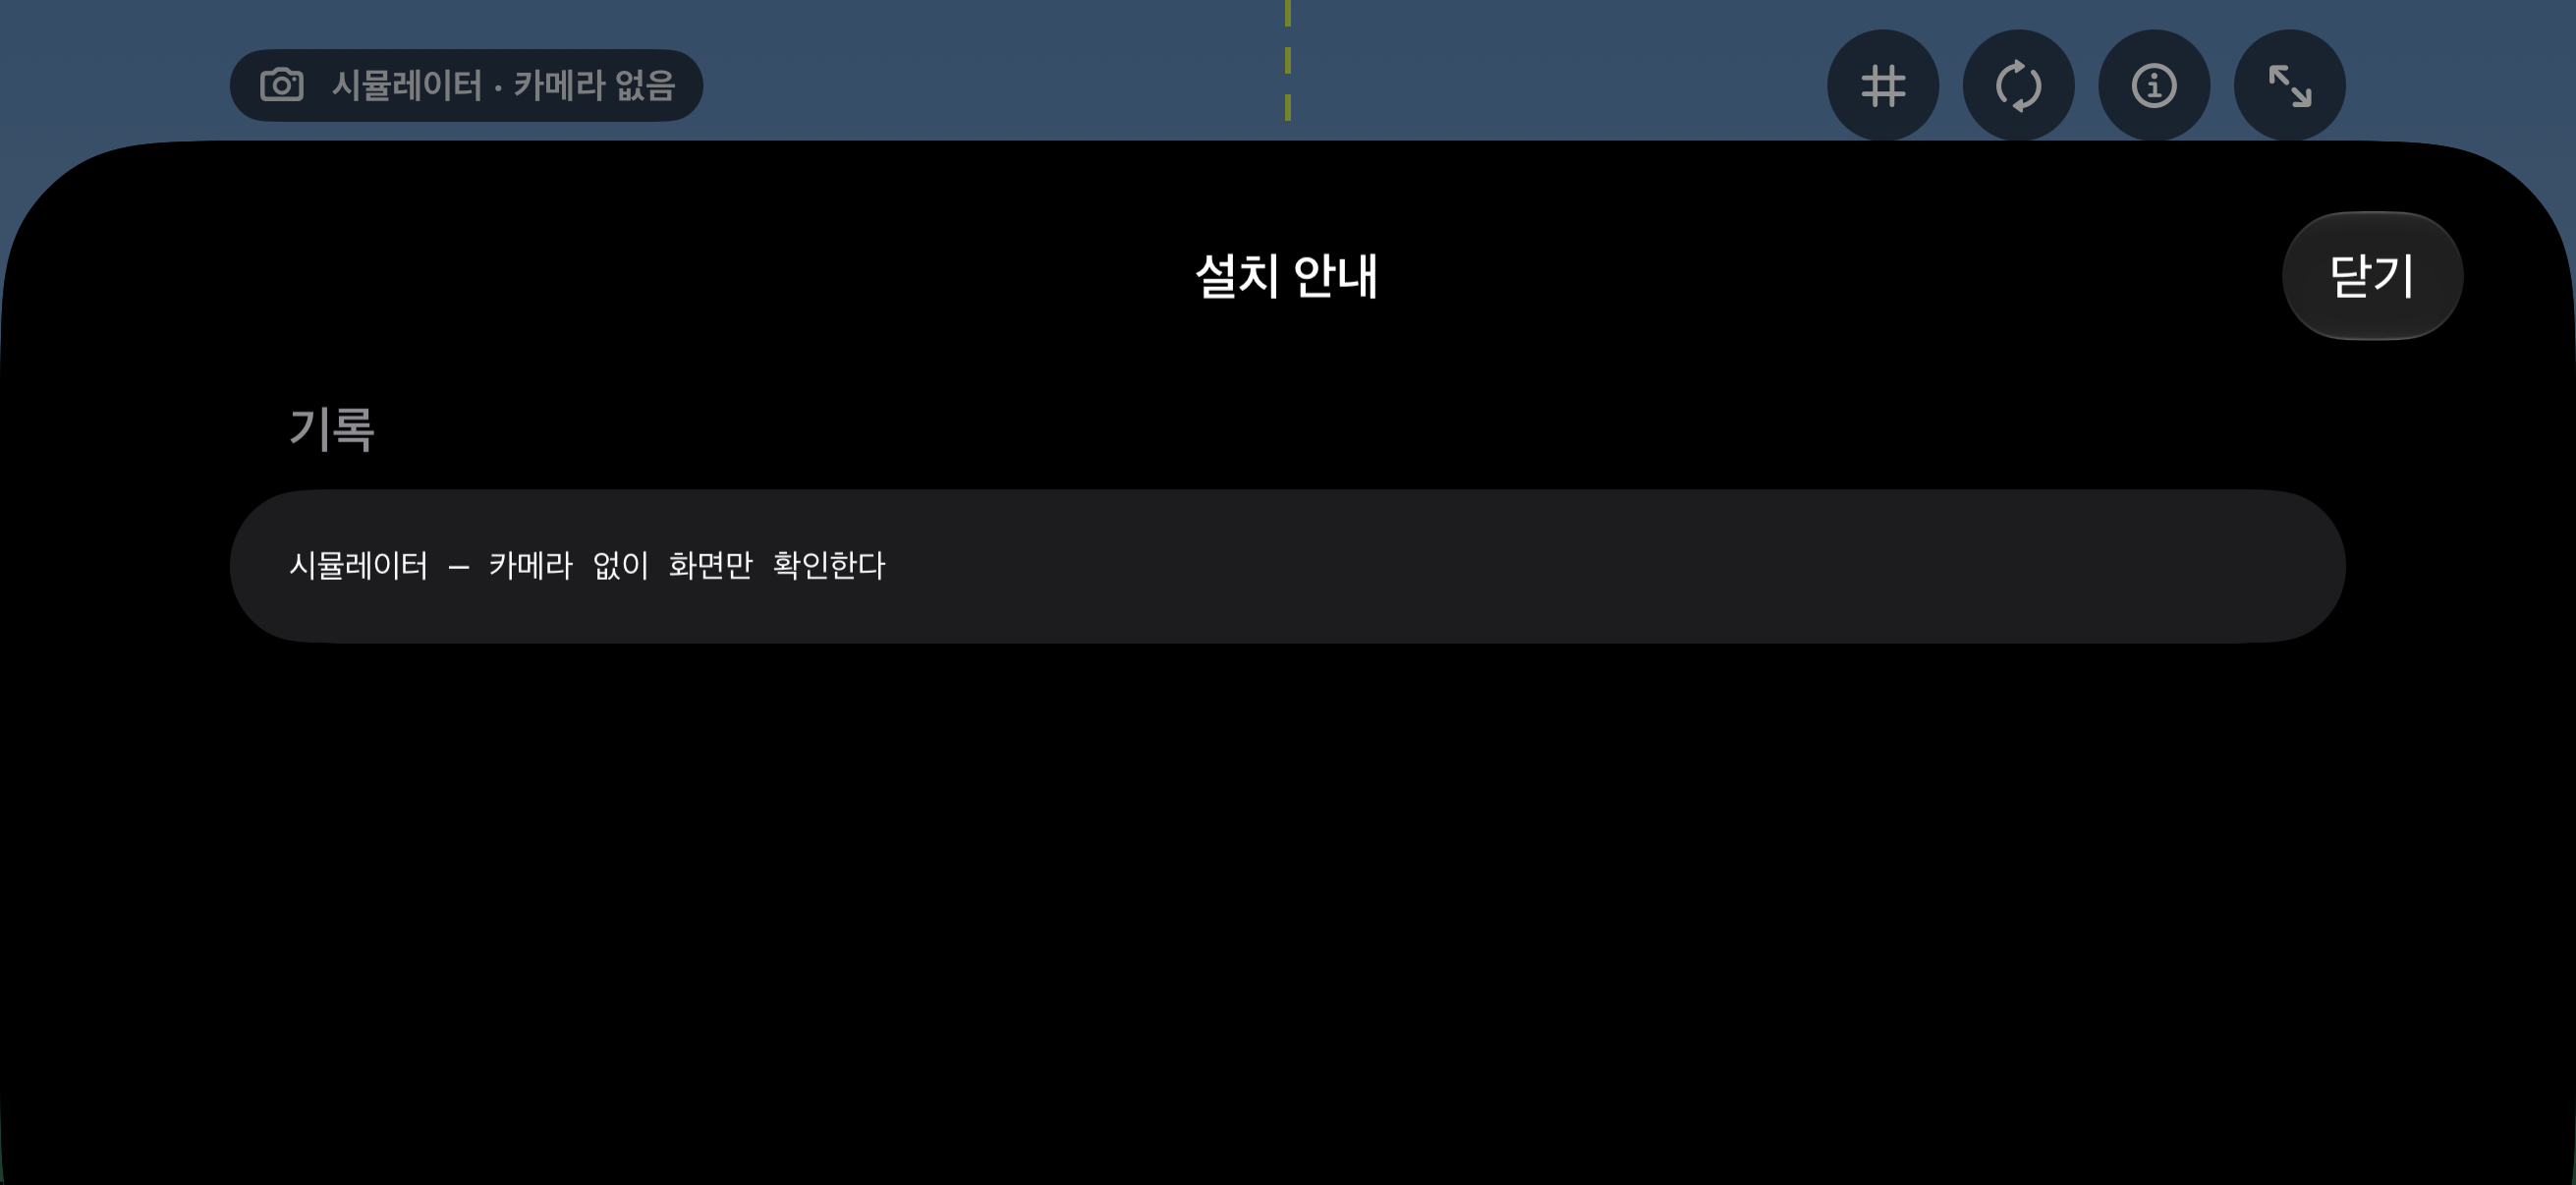 시뮬레이터 · 카메라 없음
설치 안내
닫기
기록
시뮬레이터 — 카메라 없이 화면만 확인한다